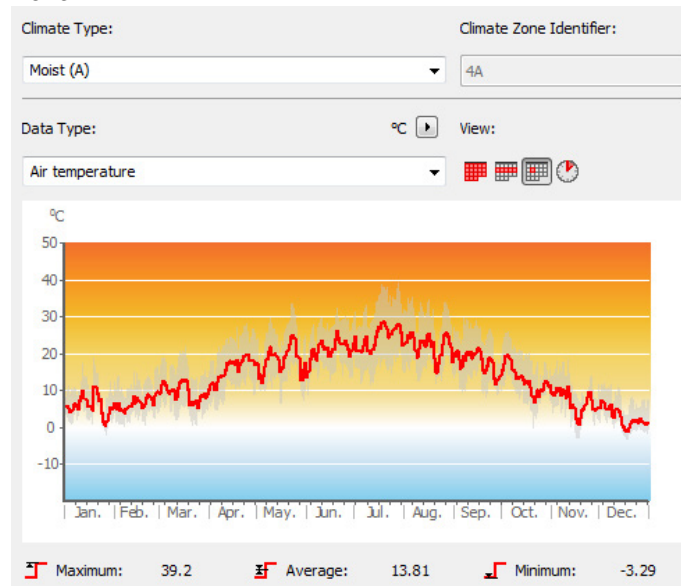 Climate Type: Climate Zone Identifier:
Moist (A) 4A
Data Type: ºC View:
Air temperature
ºC
50
40
30
20
10
0
-10
Jan. Feb. Mar. Apr. May. Jun. Jul. Aug. Sep. Oct. Nov. Dec.
Maximum: 39.2 Average: 13.81 Minimum: -3.29